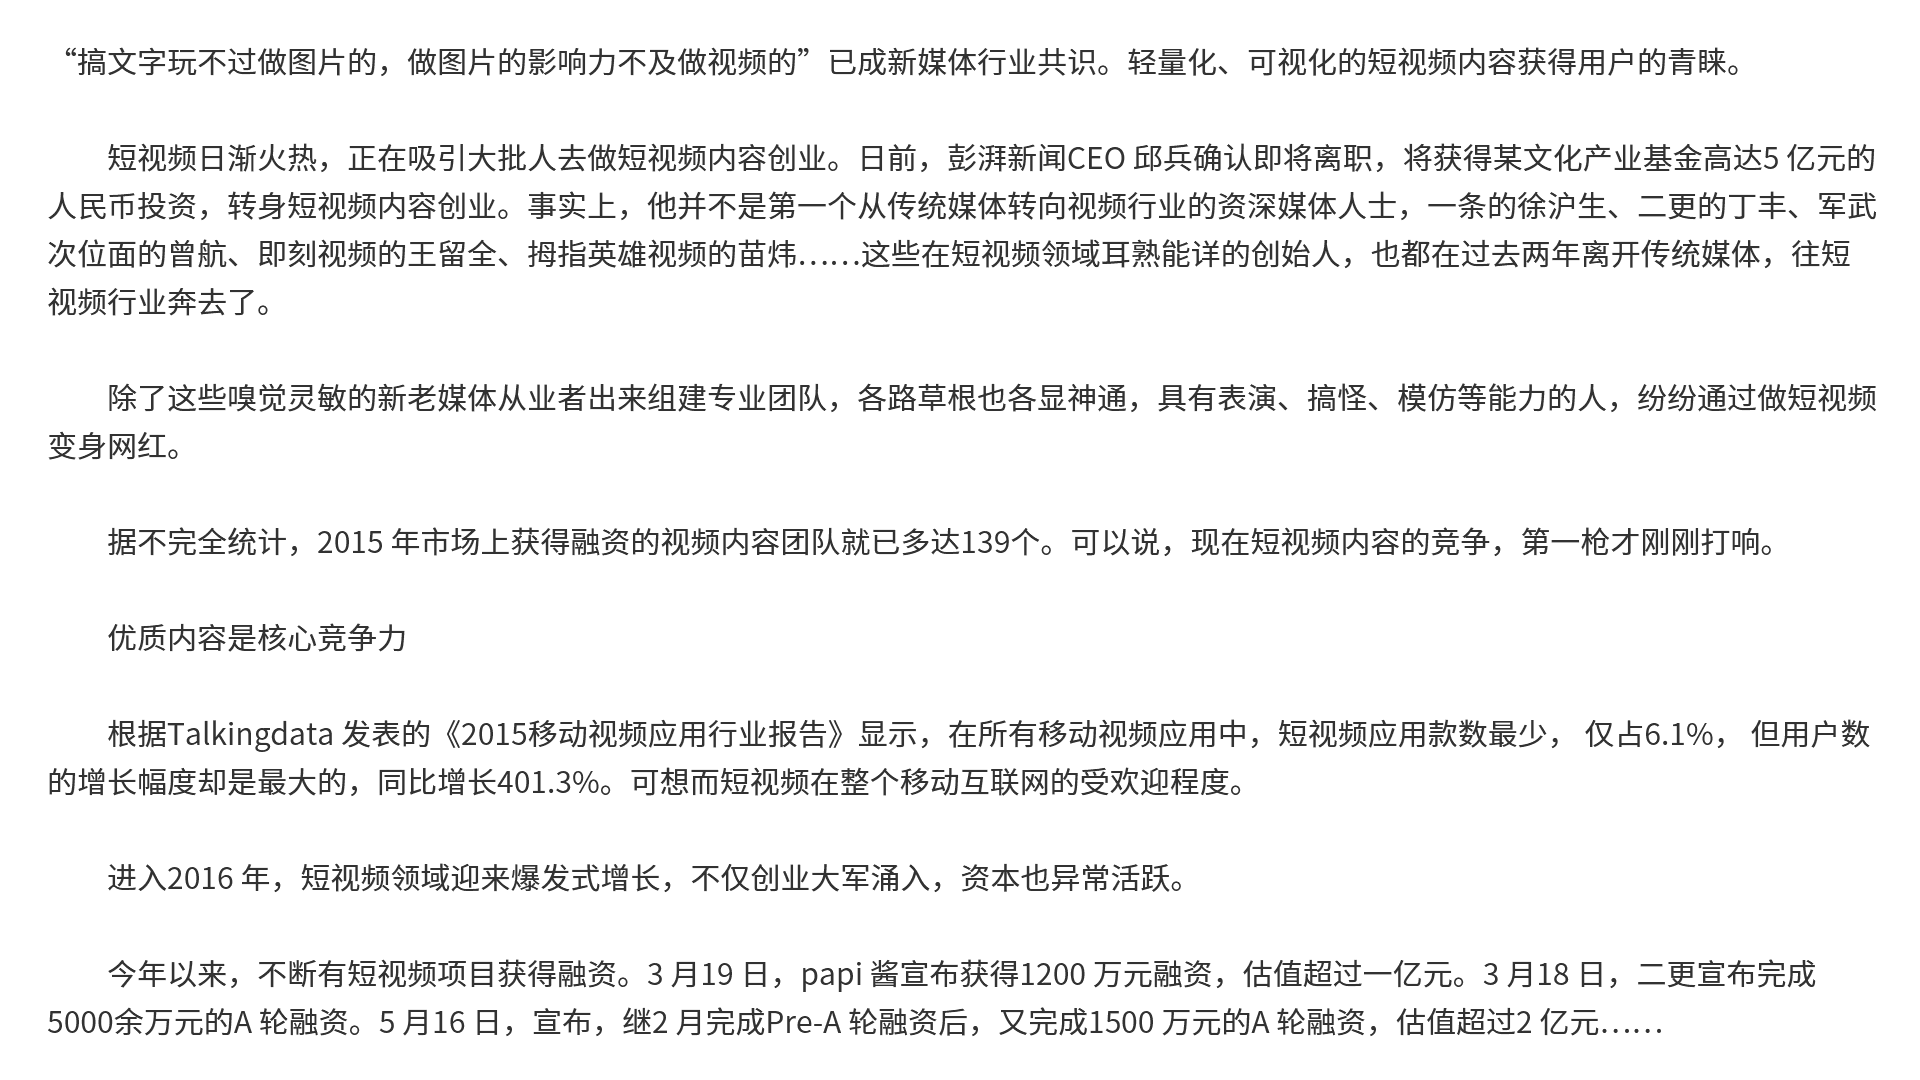 “搞文字玩不过做图片的，做图片的影响力不及做视频的”已成新媒体行业共识。轻量化、可视化的短视频内容获得用户的青睐。
短视频日渐火热，正在吸引大批人去做短视频内容创业。日前，彭湃新闻CEO 邱兵确认即将离职，将获得某文化产业基金高达5 亿元的
人民币投资，转身短视频内容创业。事实上，他并不是第一个从传统媒体转向视频行业的资深媒体人士，一条的徐沪生、二更的丁丰、军武
次位面的曾航、即刻视频的王留全、拇指英雄视频的苗炜……这些在短视频领域耳熟能详的创始人，也都在过去两年离开传统媒体，往短
视频行业奔去了。
除了这些嗅觉灵敏的新老媒体从业者出来组建专业团队，各路草根也各显神通，具有表演、搞怪、模仿等能力的人，纷纷通过做短视频
变身网红。
据不完全统计，2015 年市场上获得融资的视频内容团队就已多达139个。可以说，现在短视频内容的竞争，第一枪才刚刚打响。
优质内容是核心竞争力
根据Talkingdata 发表的《2015移动视频应用行业报告》显示，在所有移动视频应用中，短视频应用款数最少， 仅占6.1%， 但用户数
的增长幅度却是最大的，同比增长401.3%。可想而短视频在整个移动互联网的受欢迎程度。
进入2016 年，短视频领域迎来爆发式增长，不仅创业大军涌入，资本也异常活跃。
今年以来，不断有短视频项目获得融资。3 月19 日，papi 酱宣布获得1200 万元融资，估值超过一亿元。3 月18 日，二更宣布完成
5000余万元的A 轮融资。5 月16 日，宣布，继2 月完成Pre-A 轮融资后，又完成1500 万元的A 轮融资，估值超过2 亿元……